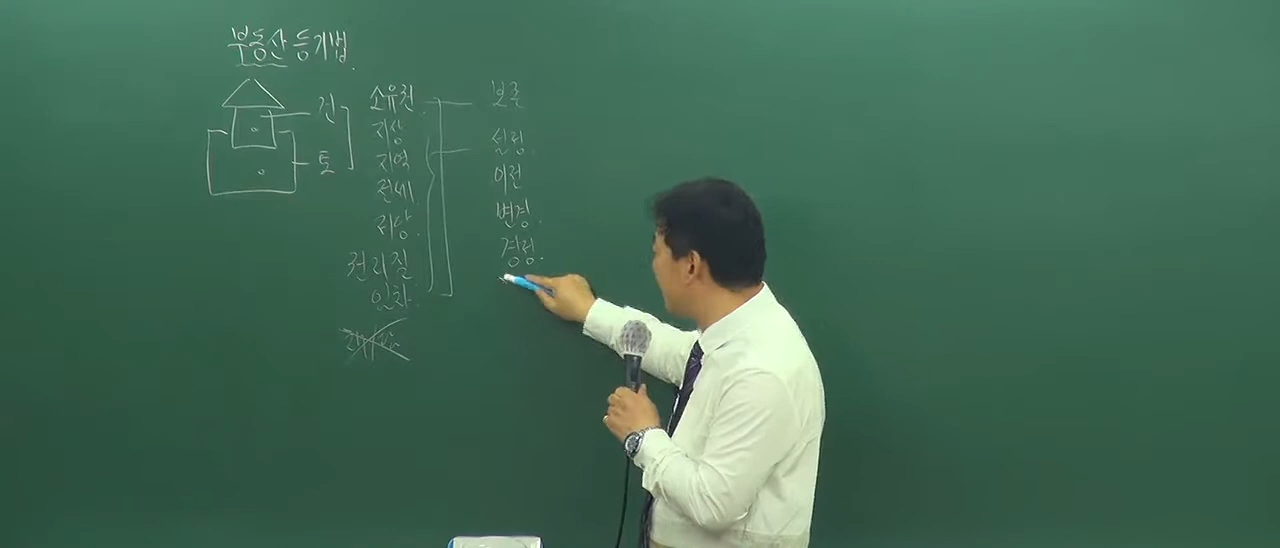 부동산 등기법.
건
토
소유권
지상
지역
전세
저당
권리질
임차
보존
설정
이전
변경
경정